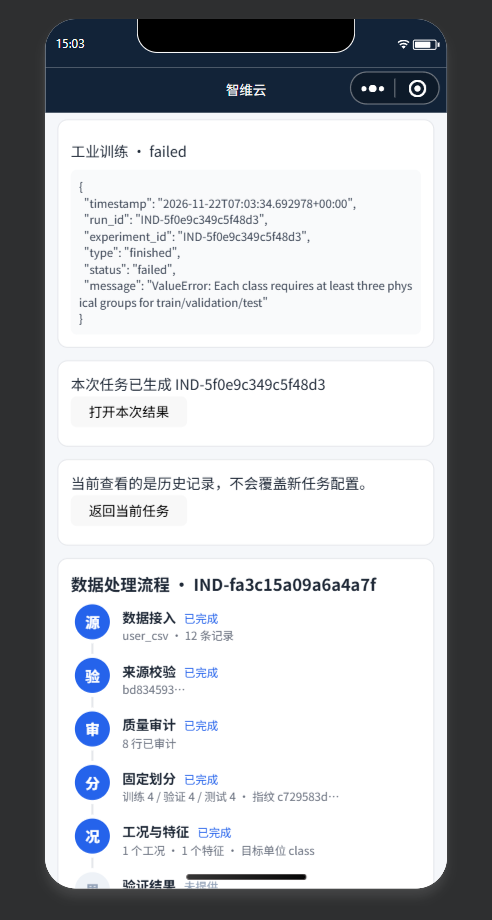 15:03
智维云
工业训练 · failed
{
"timestamp": "2026-11-22T07:03:34.692978+00:00",
"run_id": "IND-5f0e9c349c5f48d3",
"experiment_id": "IND-5f0e9c349c5f48d3",
"type": "finished",
"status": "failed",
"message": "ValueError: Each class requires at least three phys
ical groups for train/validation/test"
}
本次任务已生成 IND-5f0e9c349c5f48d3
打开本次结果
当前查看的是历史记录，不会覆盖新任务配置。
返回当前任务
数据处理流程 · IND-fa3c15a09a6a4a7f
源 数据接入 已完成
user_csv · 12 条记录
验 来源校验 已完成
bd834593…
审 质量审计 已完成
8 行已审计
分 固定划分 已完成
训练 4 / 验证 4 / 测试 4 · 指纹 c729583d…
况 工况与特征 已完成
1 个工况 · 1 个特征 · 目标单位 class
验证结果 未提供